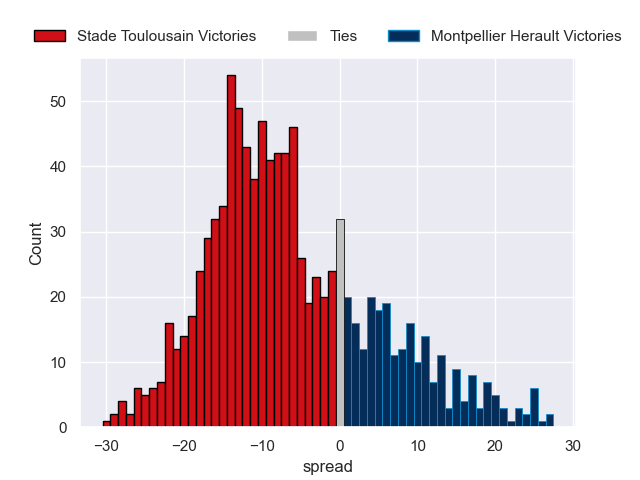 Stade Toulousain Victories Ties Montpellier Herault Victories
50
40
30
20
10
0
−30 −20 −10 0 10 20 30
Count
spread